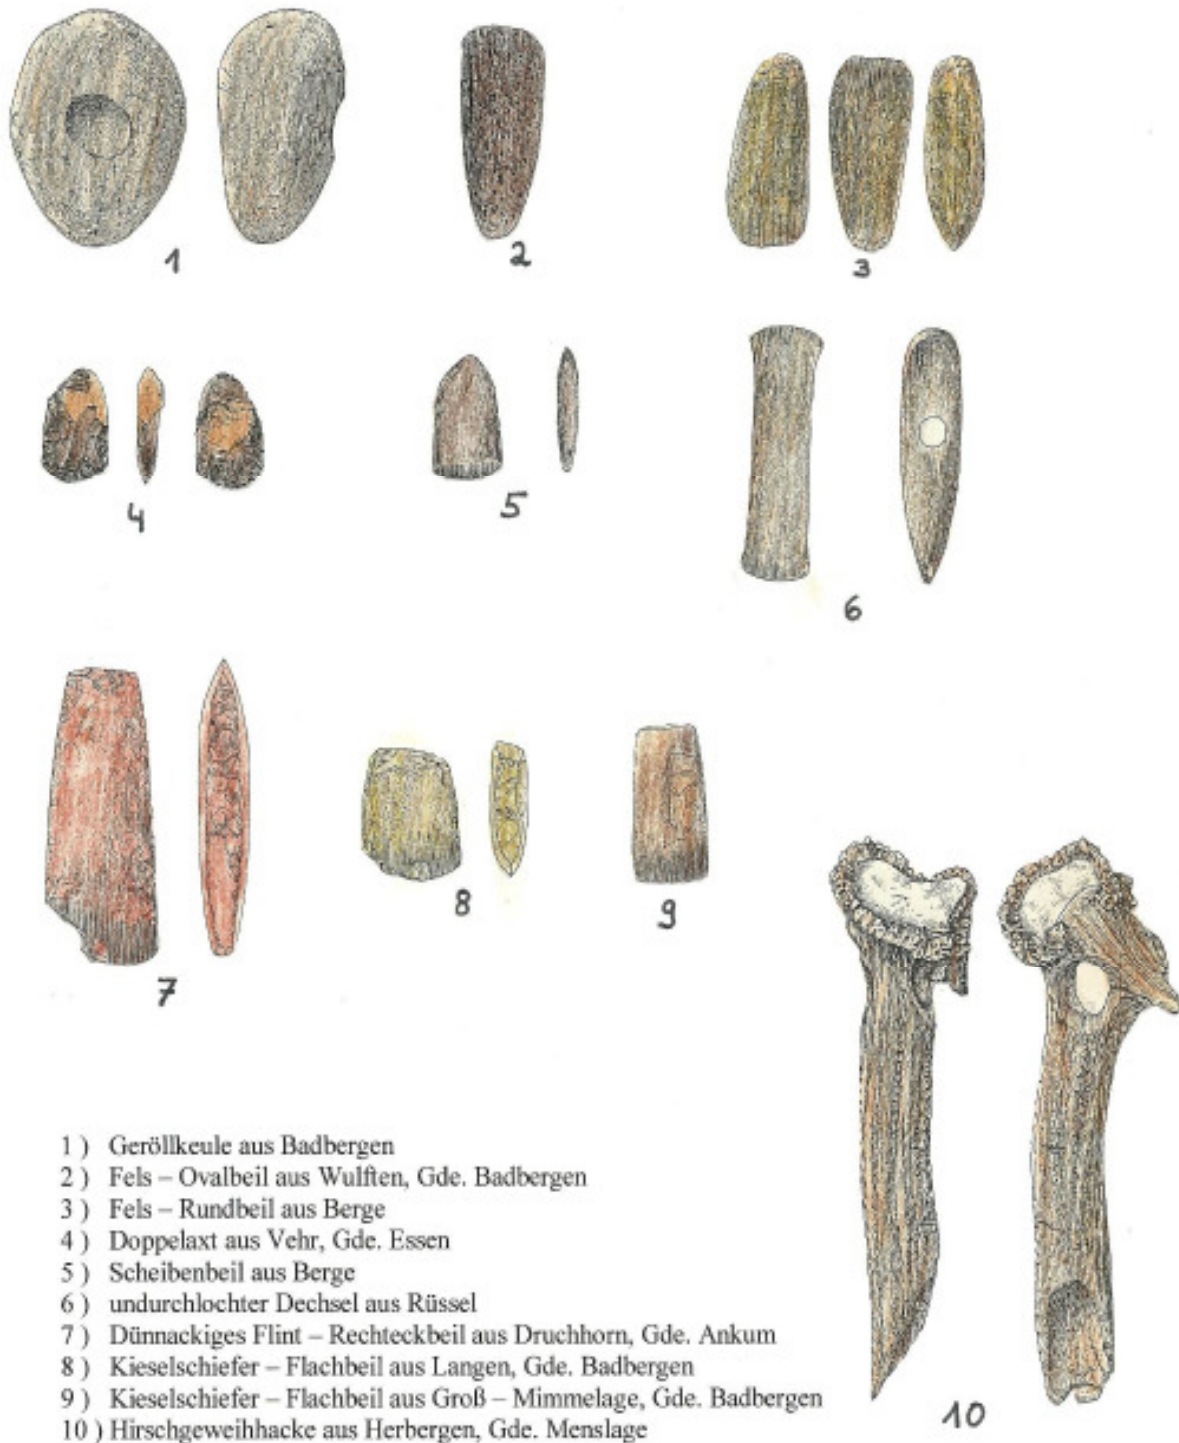 1
2
3
4
5
6
7
8
9
10
1 ) Geröllkeule aus Badbergen
2 ) Fels – Ovalbeil aus Wulften, Gde. Badbergen
3 ) Fels – Rundbeil aus Berge
4 ) Doppelaxt aus Vehr, Gde. Essen
5 ) Scheibenbeil aus Berge
6 ) undurchlochter Dechsel aus Rüssel
7 ) Dünnackiges Flint – Rechteckbeil aus Druchhorn, Gde. Ankum
8 ) Kieselschiefer – Flachbeil aus Langen, Gde. Badbergen
9 ) Kieselschiefer – Flachbeil aus Groß – Mimmelage, Gde. Badbergen
10 ) Hirschgeweihhacke aus Herbergen, Gde. Menslage